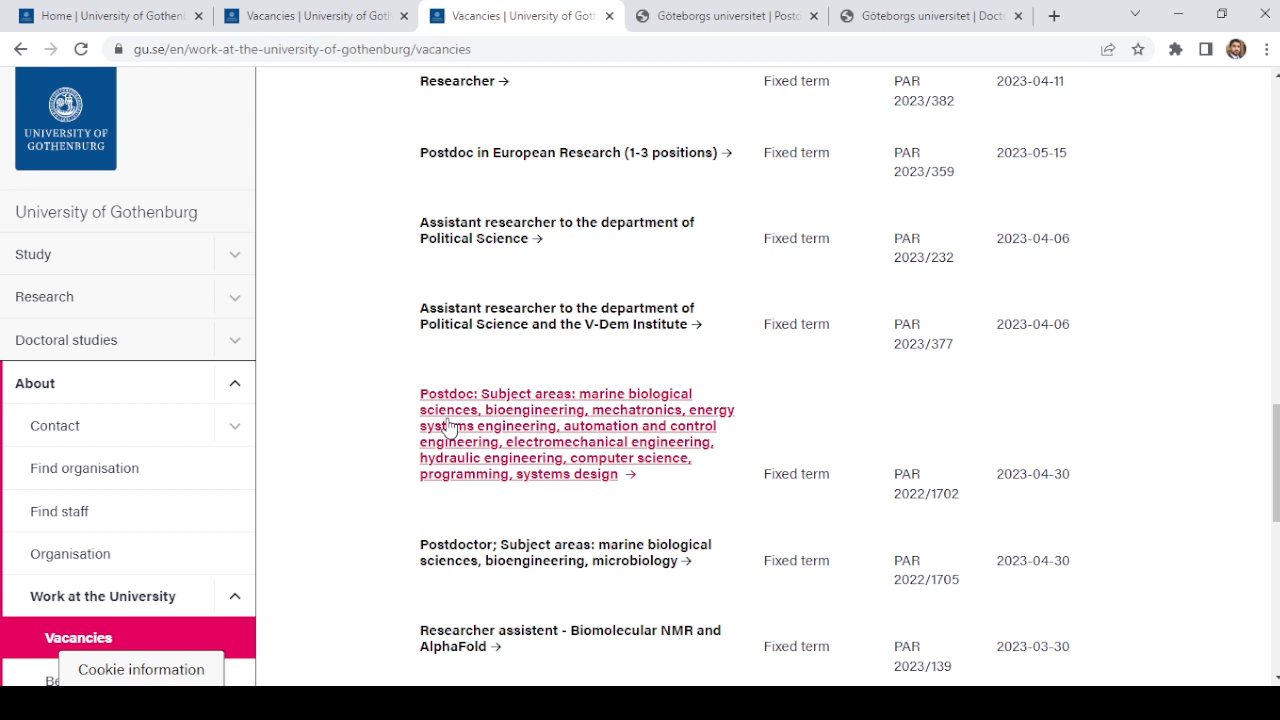 Home | University of Gothen
Vacancies | University of Goth
Vacancies | University of Goth
Göteborgs universitet | Posto
Göteborgs universitet | Docto
gu.se/en/work-at-the-university-of-gothenburg/vacancies
UNIVERSITY OF
GOTHENBURG
University of Gothenburg
Study
Research
Doctoral studies
About
Contact
Find organisation
Find staff
Organisation
Work at the University
Vacancies
Be
Cookie information
Researcher → Fixed term PAR 2023-04-11
2023/382
Postdoc in European Research (1-3 positions) → Fixed term PAR 2023-05-15
2023/359
Assistant researcher to the department of
Political Science → Fixed term PAR 2023-04-06
2023/232
Assistant researcher to the department of
Political Science and the V-Dem Institute → Fixed term PAR 2023-04-06
2023/377
Postdoc: Subject areas: marine biological
sciences, bioengineering, mechatronics, energy
systems engineering, automation and control
engineering, electromechanical engineering,
hydraulic engineering, computer science,
programming, systems design → Fixed term PAR 2023-04-30
2022/1702
Postdoctor; Subject areas: marine biological
sciences, bioengineering, microbiology → Fixed term PAR 2023-04-30
2022/1705
Researcher assistent - Biomolecular NMR and
AlphaFold → Fixed term PAR 2023-03-30
2023/139